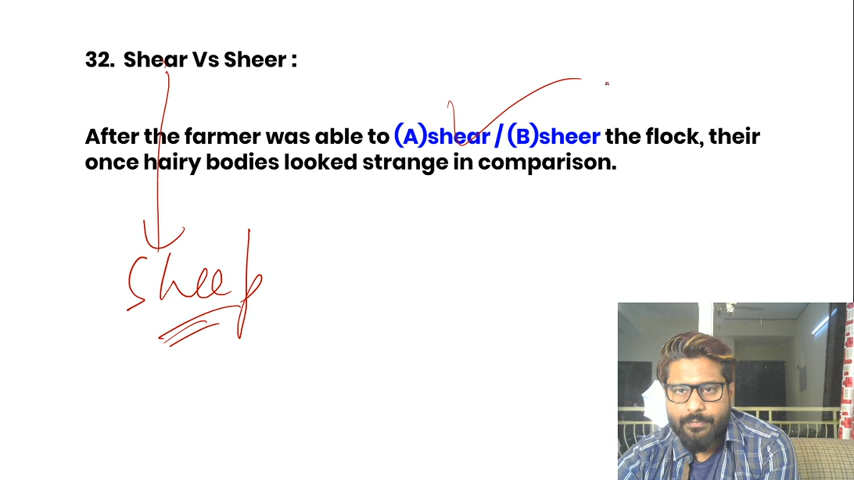 32. Shear Vs Sheer :
After the farmer was able to (A)shear / (B)sheer the flock, their
once hairy bodies looked strange in comparison.
Sheep